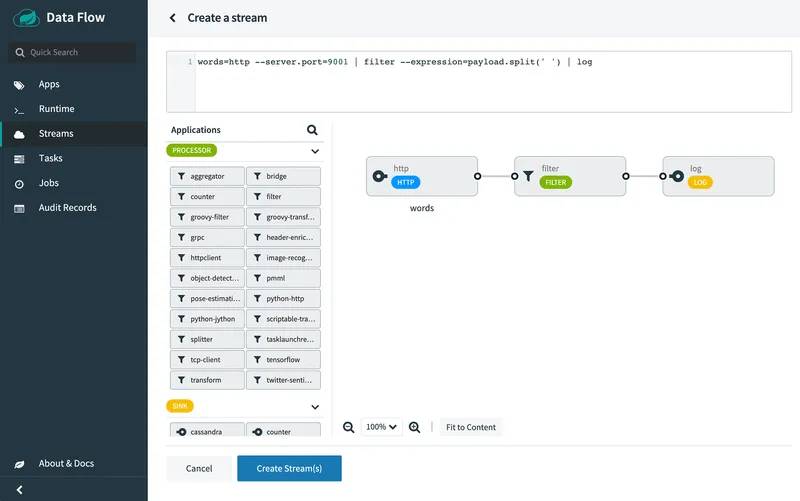 Data Flow
Quick Search
Apps
Runtime
Streams
Tasks
Jobs
Audit Records
About & Docs
Create a stream
1 words=http --server.port=9001 | filter --expression=payload.split(' ') | log
Applications
PROCESSOR
aggregator bridge
counter filter
groovy-filter groovy-transf...
grpc header-enric...
httpclient image-recog...
object-detect... pmml
pose-estimati... python-http
python-jython scriptable-tra...
splitter tasklaunchre...
tcp-client tensorflow
transform twitter-senti...
SINK
cassandra counter
http
HTTP
words
filter
FILTER
log
LOG
100%
Fit to Content
Cancel
Create Stream(s)